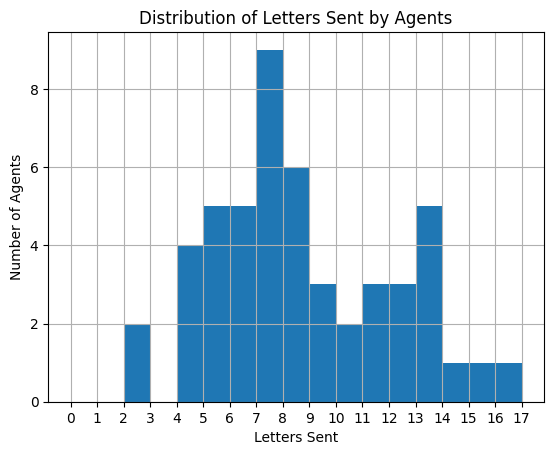 Distribution of Letters Sent by Agents
Number of Agents
8
6
4
2
0
0 1 2 3 4 5 6 7 8 9 10 11 12 13 14 15 16 17
Letters Sent